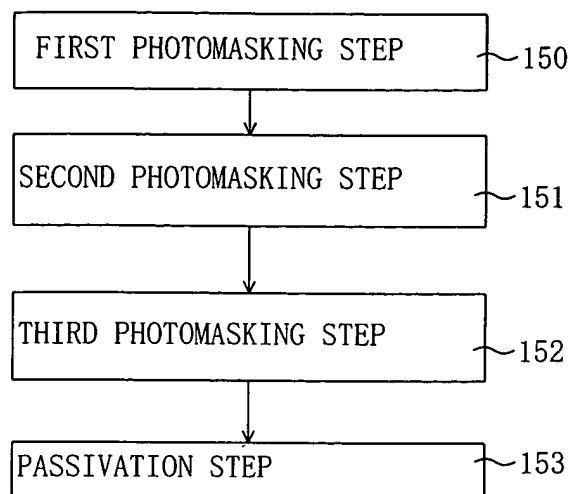 FIRST PHOTOMASKING STEP 150
SECOND PHOTOMASKING STEP 151
THIRD PHOTOMASKING STEP 152
PASSIVATION STEP 153